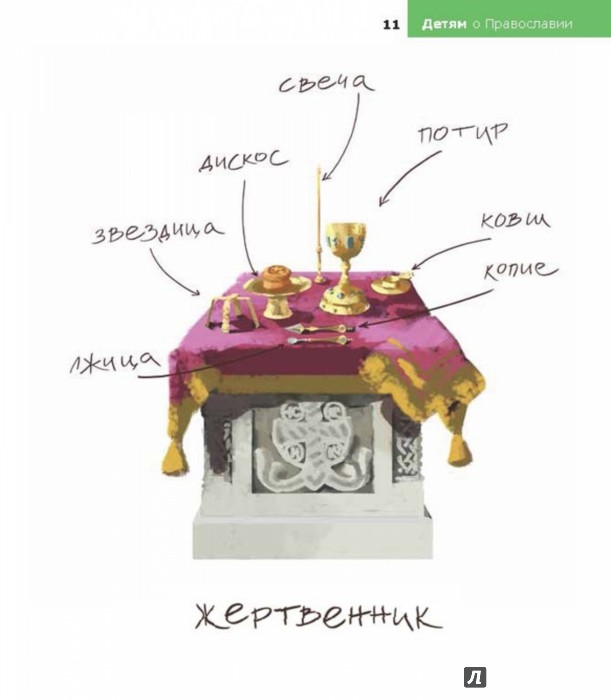 11 Детям о Православии
свеча
потир
дискос
звездица
ковш
копие
лжица
жертвенник
Л